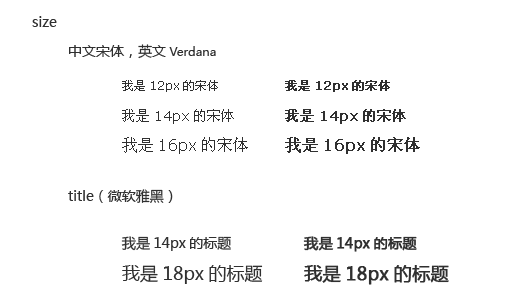 size
中文宋体，英文 Verdana
我是 12px 的宋体 我是 12px 的宋体
我是 14px 的宋体 我是 14px 的宋体
我是 16px 的宋体 我是 16px 的宋体
title（微软雅黑）
我是 14px 的标题 我是 14px 的标题
我是 18px 的标题 我是 18px 的标题